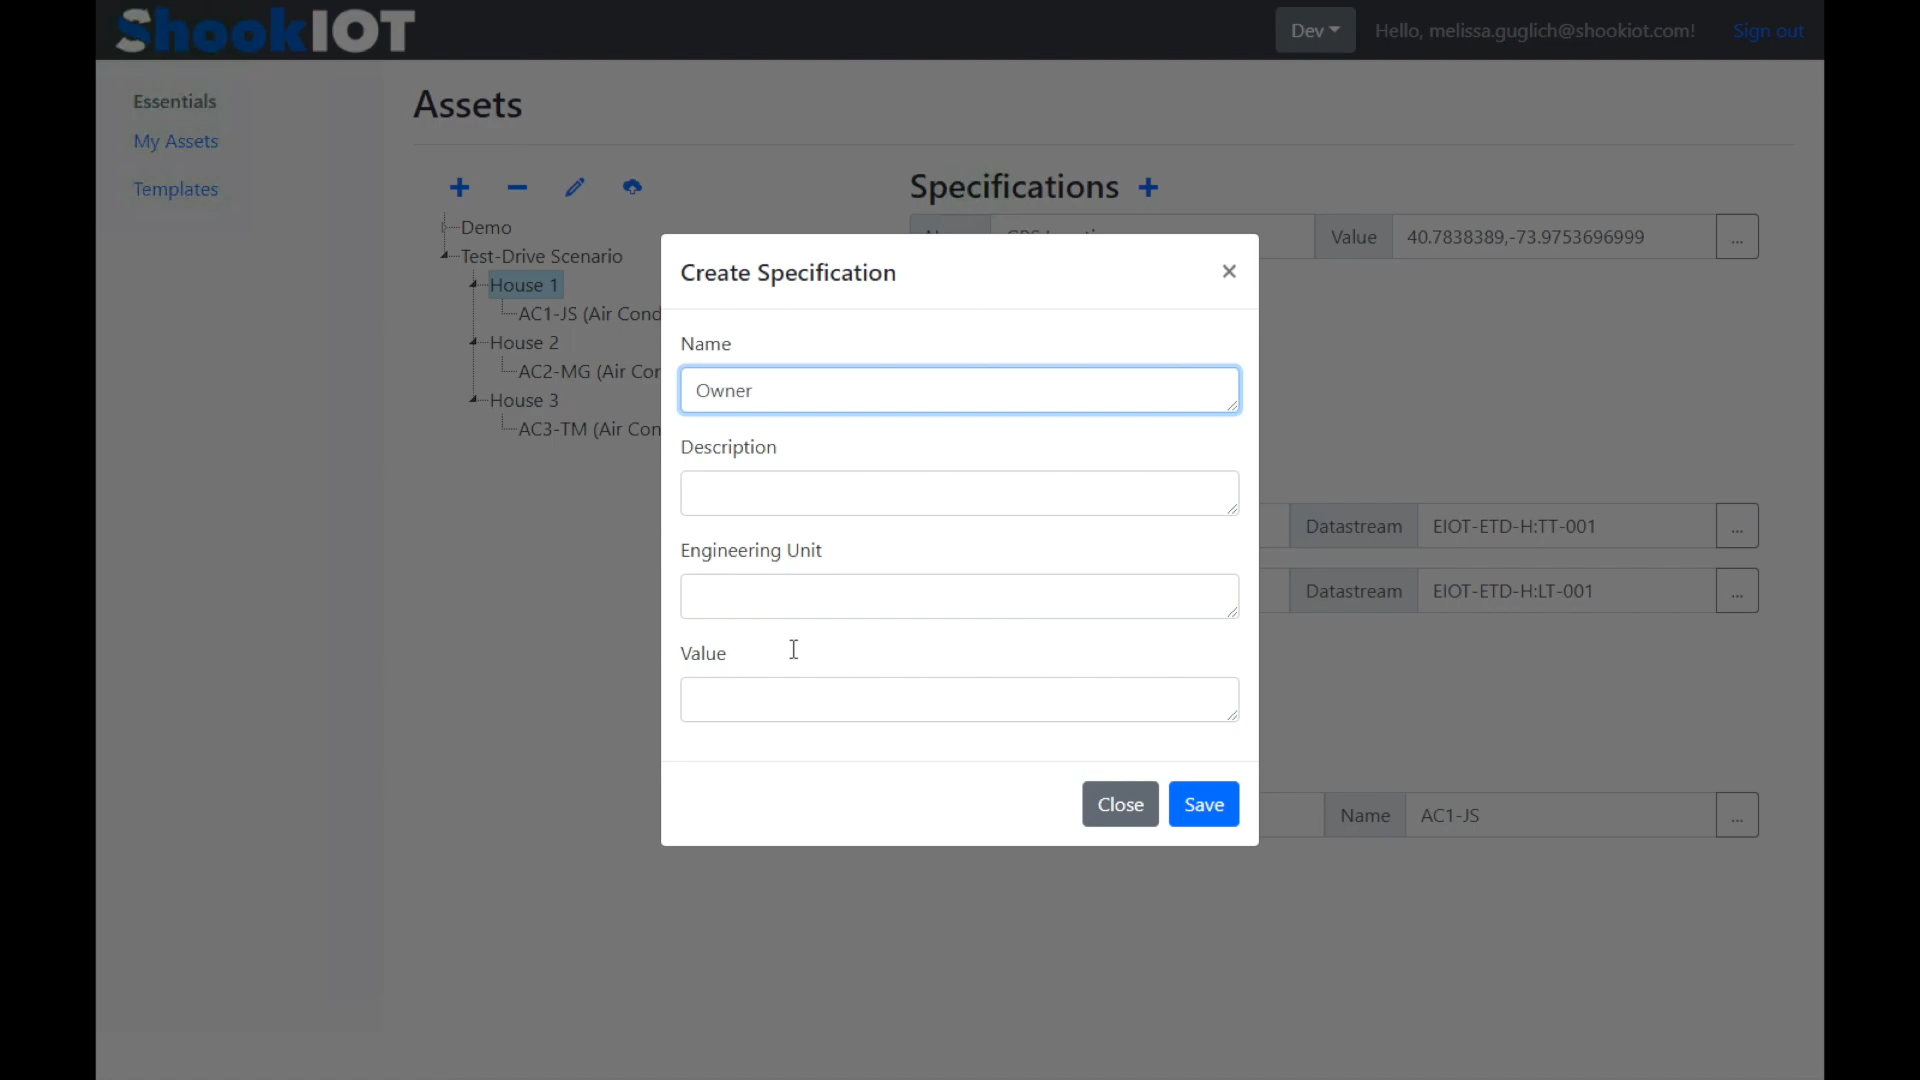 ShookIOT
Dev
Hello, melissa.guglich@shookiot.com!
Sign out
Essentials
My Assets
Templates
Assets
Specifications
Demo
Test-Drive Scenario
House 1
AC1-JS (Air Cond
House 2
AC2-MG (Air Cor
House 3
AC3-TM (Air Con
Value
40.7838389,-73.9753696999
...
Create Specification
×
Name
Owner
Description
Engineering Unit
Value
Close
Save
Datastream
EIOT-ETD-H:TT-001
...
Datastream
EIOT-ETD-H:LT-001
...
Name
AC1-JS
...